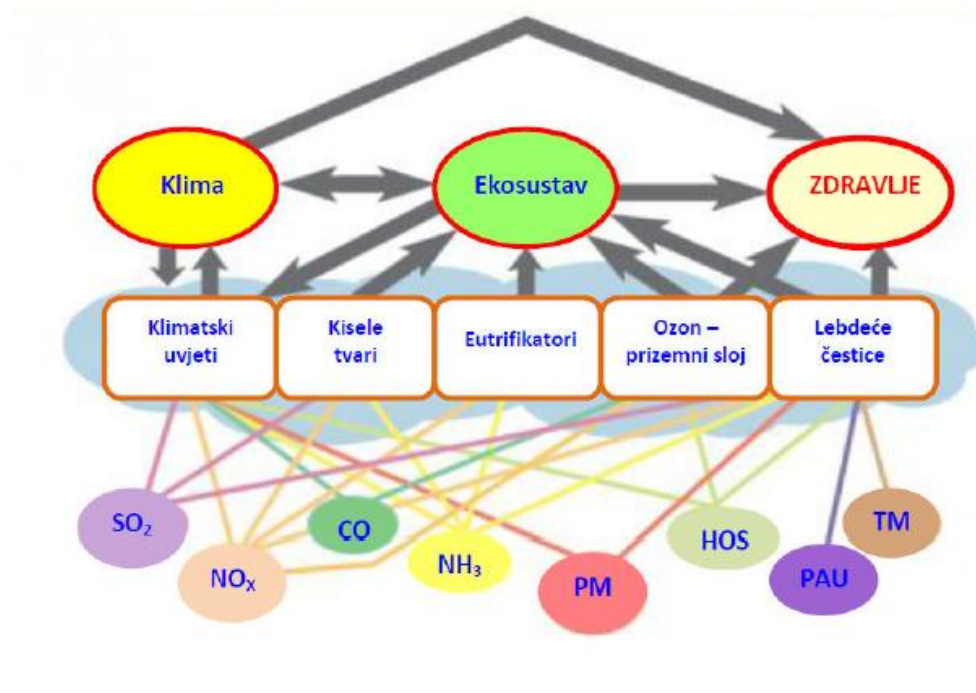 Klima
Ekosustav
ZDRAVLJE
Klimatski
uvjeti
Kisele
tvari
Eutrifikatori
Ozon –
prizemni sloj
Lebdeće
čestice
SO₂
NOX
CO
NH₃
PM
HOS
PAU
TM